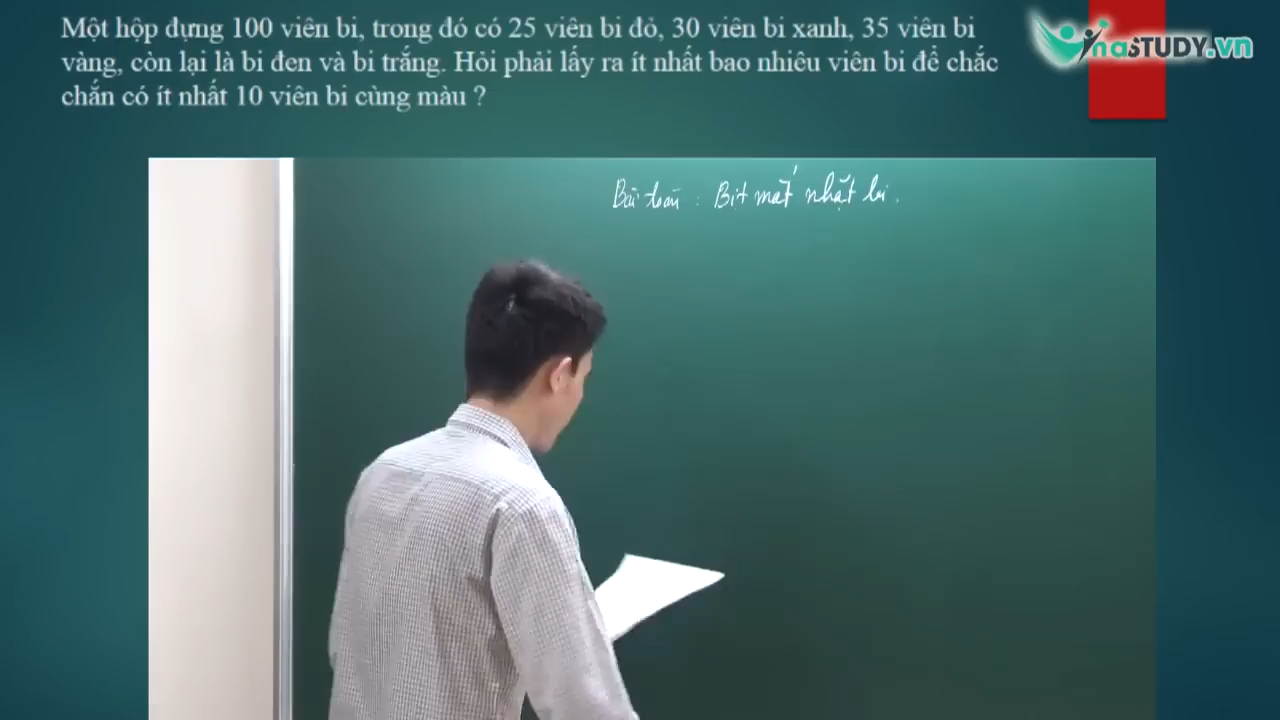 Một hộp đựng 100 viên bi, trong đó có 25 viên bi đỏ, 30 viên bi xanh, 35 viên bi
vàng, còn lại là bi đen và bi trắng. Hỏi phải lấy ra ít nhất bao nhiêu viên bi để chắc
chắn có ít nhất 10 viên bi cùng màu ?
VinaSTUDY.vn
Bài toán : Bịt mắt nhặt bi.